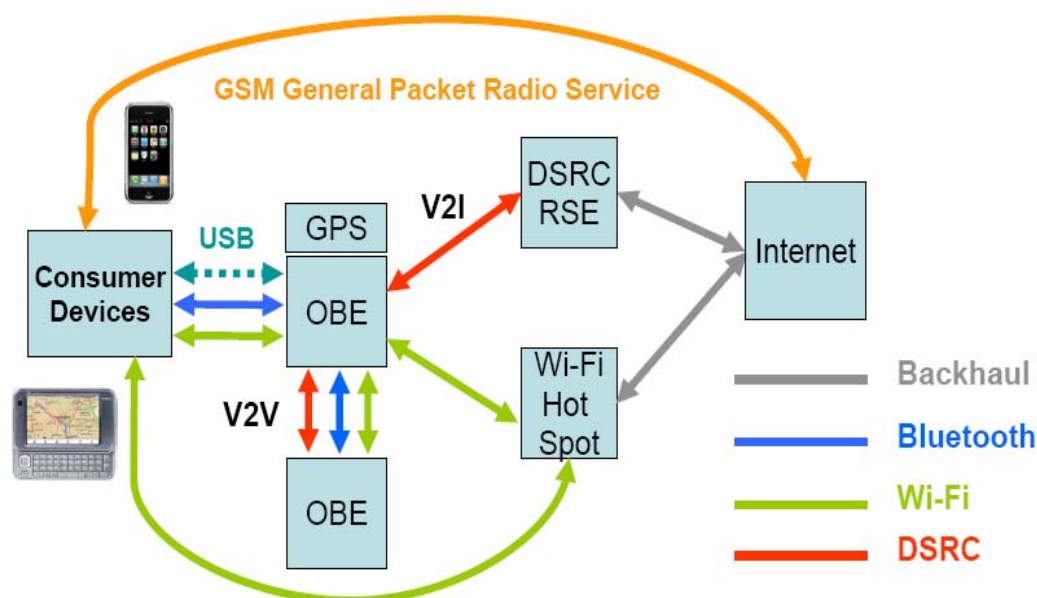 GSM General Packet Radio Service
DSRC
RSE
V2I
GPS
USB
Internet
Consumer
Devices
OBE
Wi-Fi
Hot
Spot
V2V
OBE
Backhaul
Bluetooth
Wi-Fi
DSRC